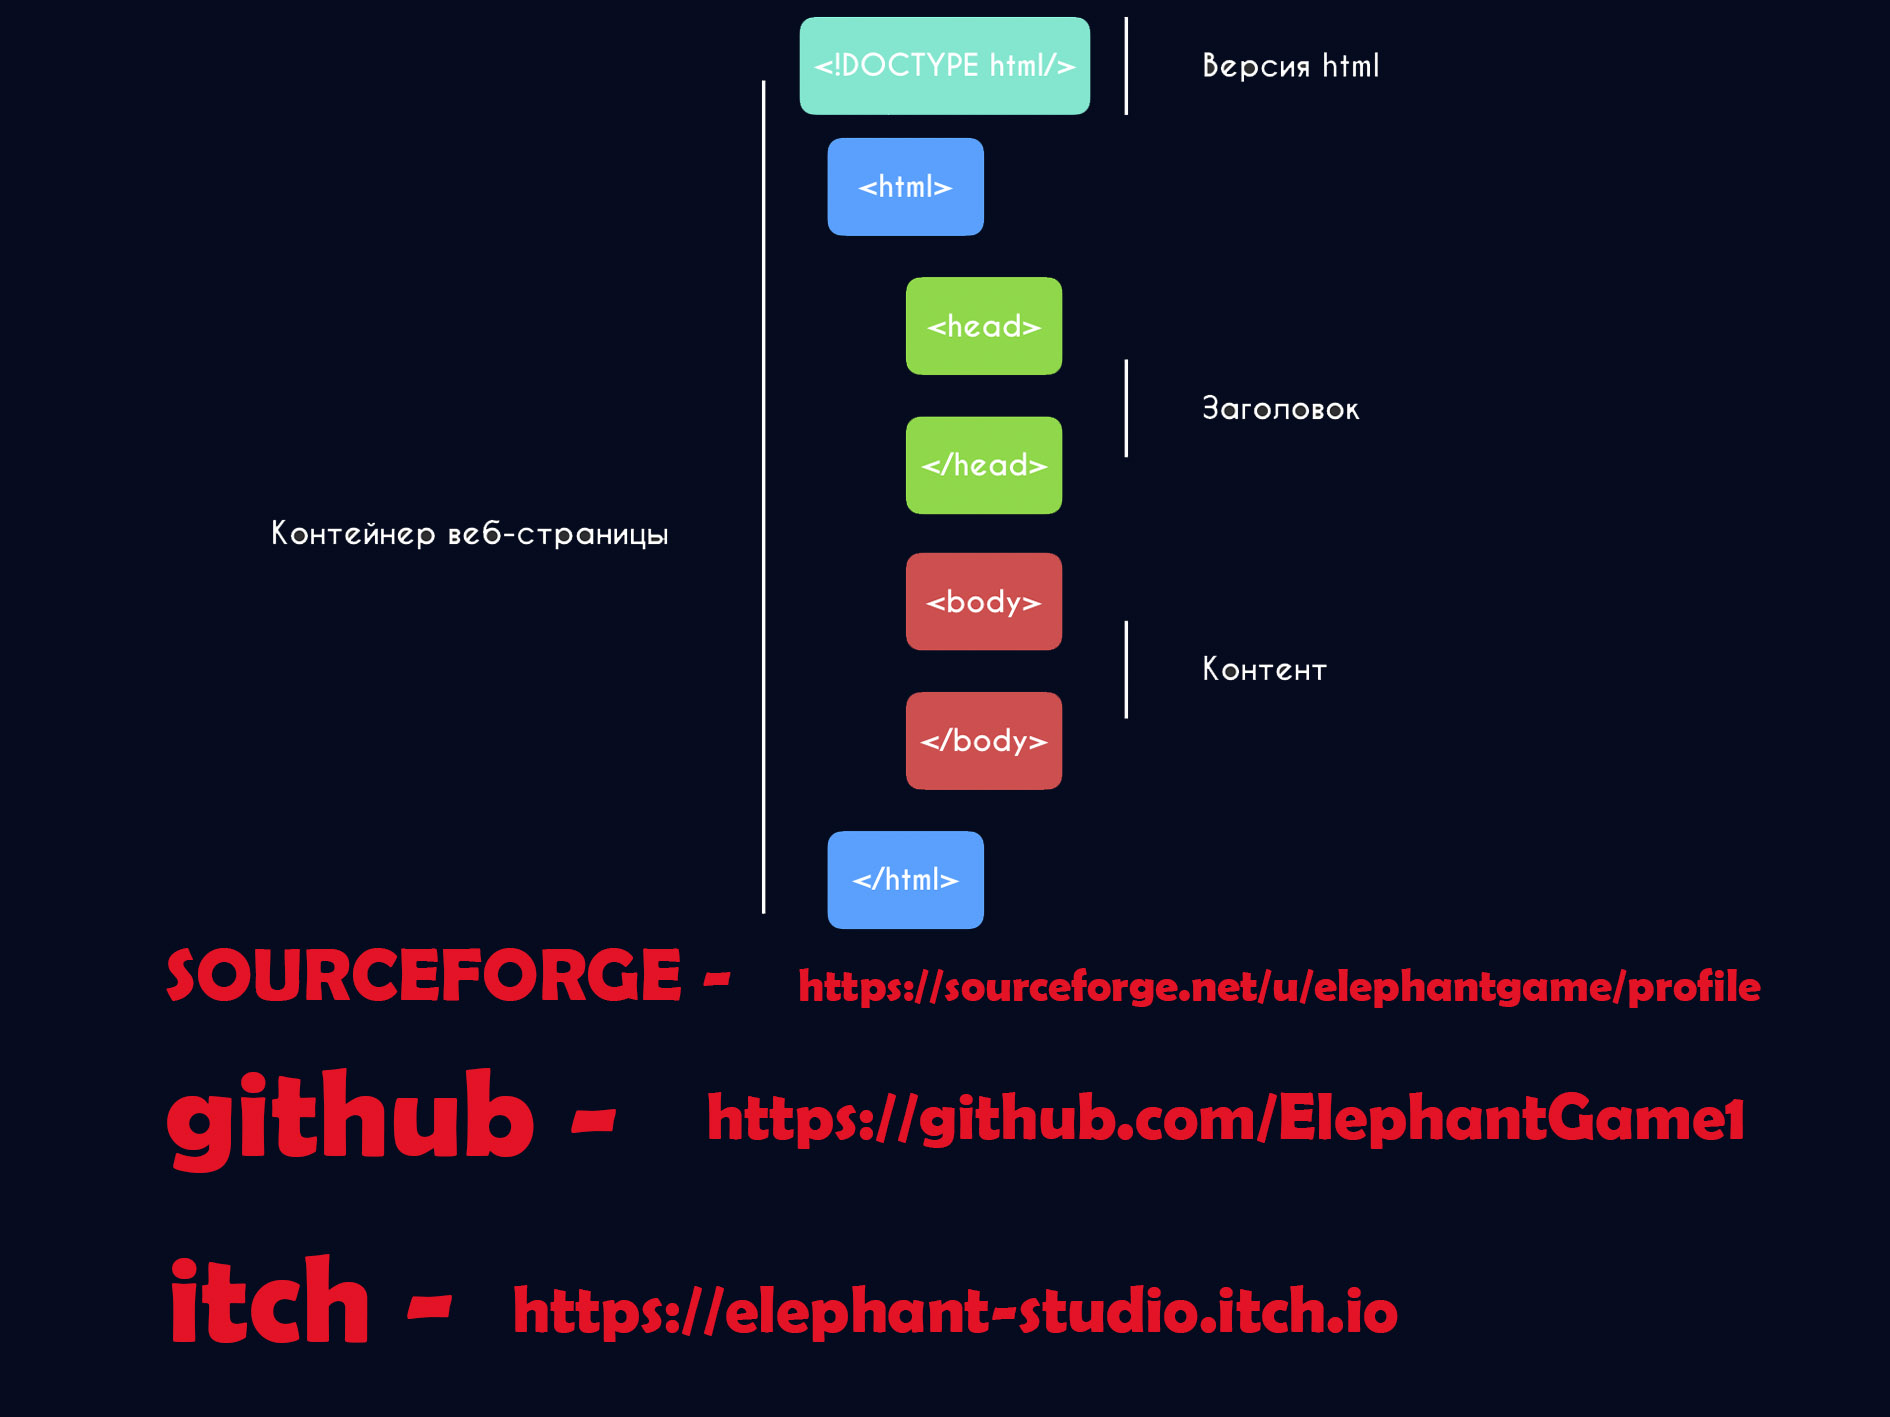 <!DOCTYPE html/>
Версия html
<html>
<head>
Заголовок
</head>
Контейнер веб-страницы
<body>
Контент
</body>
</html>
SOURCEFORGE - https://sourceforge.net/u/elephantgame/profile
github - https://github.com/ElephantGame1
itch - https://elephant-studio.itch.io